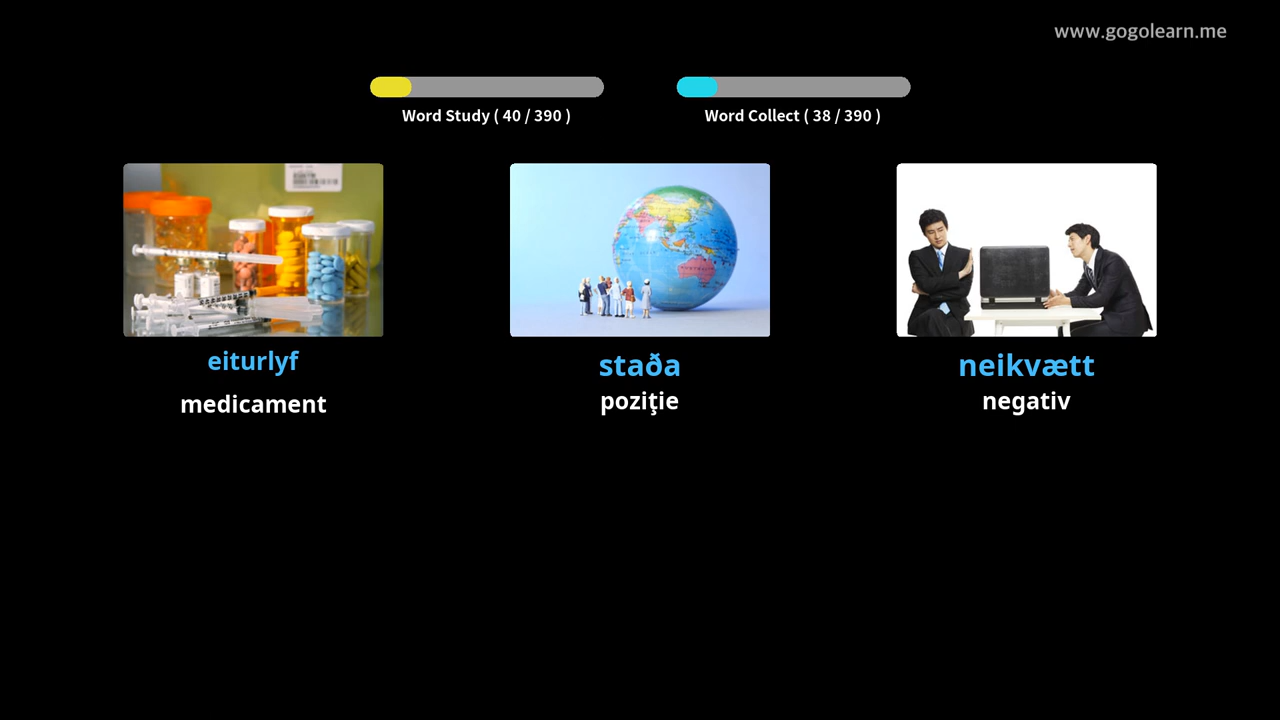 www.gogolearn.me
Word Study ( 40 / 390 )
Word Collect ( 38 / 390 )
eiturlyf
medicament
staða
poziţie
neikvætt
negativ